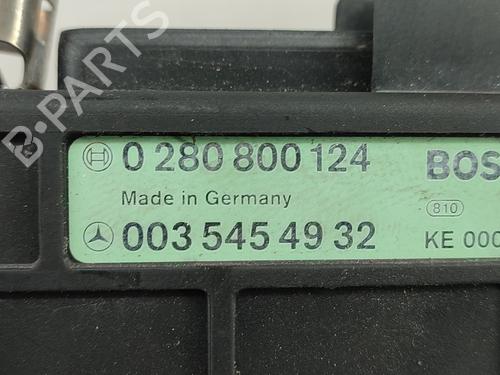 B-PARTS
0 280 800 124 BOS
Made in Germany
810
003 545 49 32 KE 000